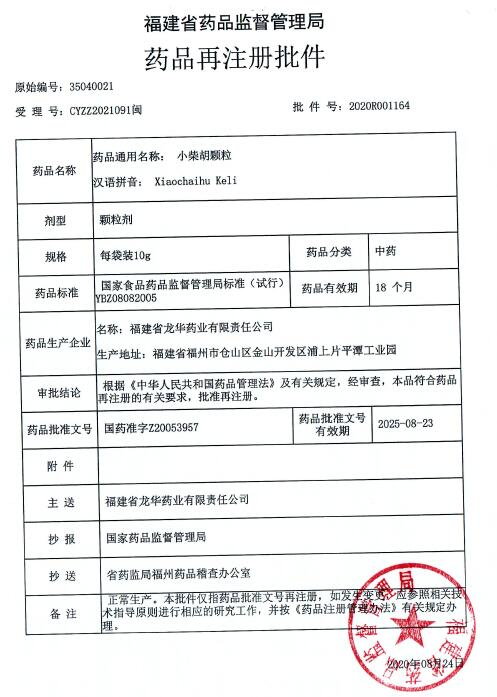 福建省药品监督管理局
药品再注册批件
原始编号：35040021
受 理 号：CYZZ2021091闽
批 件 号：2020R001164
药品名称
药品通用名称： 小柴胡颗粒
汉语拼音： Xiaochaihu Keli
剂型
颗粒剂
规格
每袋装10g
药品分类
中药
药品标准
国家食品药品监督管理局标准（试行）
YBZ08082005
药品有效期
18 个月
药品生产企业
名称：福建省龙华药业有限责任公司
生产地址：福建省福州市仓山区金山开发区浦上片平潭工业园
审批结论
根据《中华人民共和国药品管理法》及有关规定，经审查，本品符合药品
再注册的有关要求，批准再注册。
药品批准文号
国药准字Z20053957
药品批准文号
有效期
2025-08-23
附 件
主 送
福建省龙华药业有限责任公司
抄 报
国家药品监督管理局
抄 送
省药监局福州药品稽查办公室
备 注
正常生产。本批件仅指药品批准文号再注册，如发生变更，应参照相关技
术指导原则进行相应的研究工作，并按《药品注册管理办法》有关规定办
理。
福建省药品监督管理局
2020年08月24日